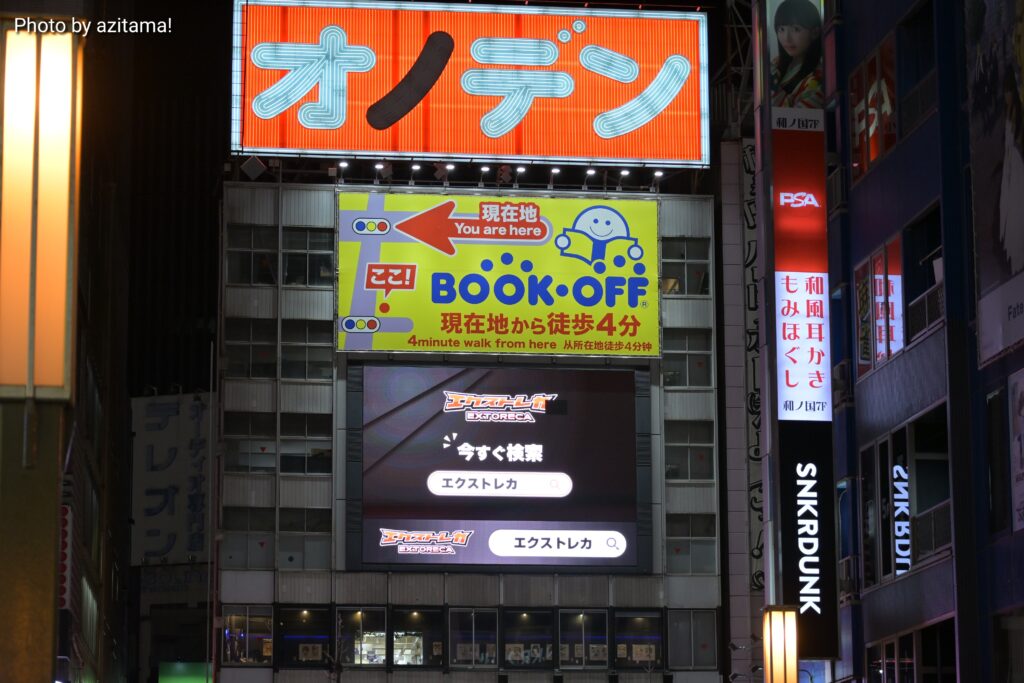 Photo by azitama!
オノデン
現在地
You are here
ここ!
BOOK・OFF
現在地から徒歩4分
4minute walk from here 从所在地徒步4分钟
エクストレカ
EXTORECA
今すぐ検索
エクストレカ
エクストレカ
EXTORECA
エクストレカ
和ノ国7F
PSA
和風耳かき
もみほぐし
和ノ国7F
SNKRDUNK
PSA
SNKRDUNK